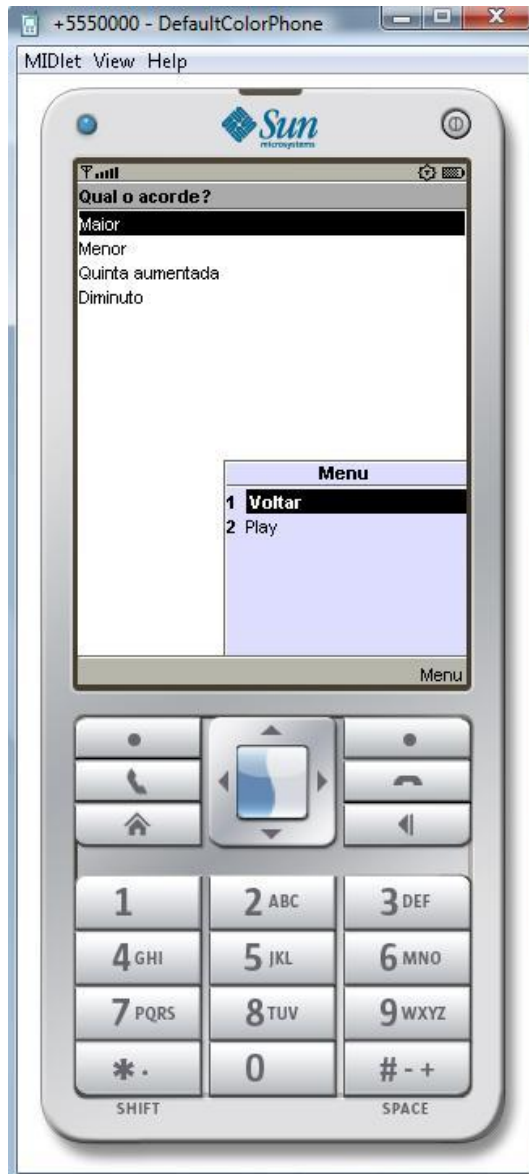 +5550000 - DefaultColorPhone
MIDlet View Help
Sun
microsystems
Qual o acorde?
Maior
Menor
Quinta aumentada
Diminuto
Menu
1 Voltar
2 Play
Menu
1 2 ABC 3 DEF
4 GHI 5 JKL 6 MNO
7 PQRS 8 TUV 9 WXYZ
* . 0 # - +
SHIFT SPACE